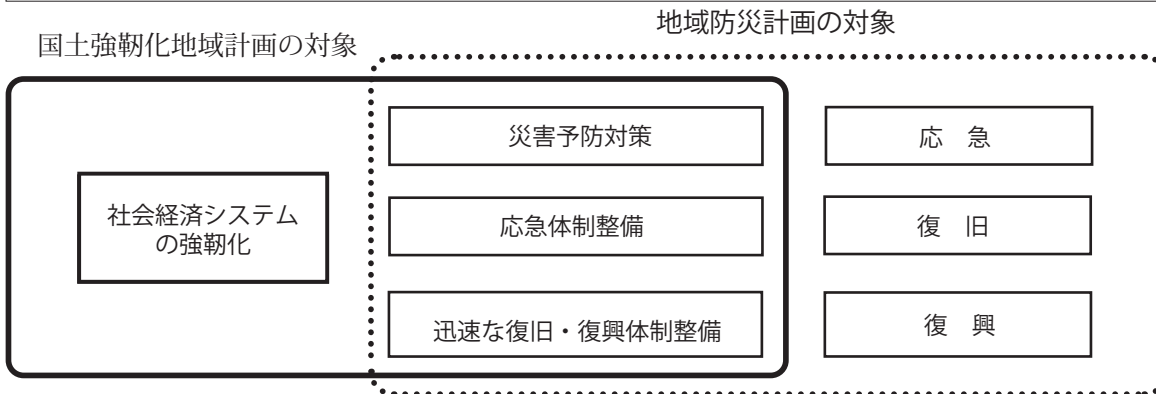 地域防災計画の対象
国土強靱化地域計画の対象
社会経済システム
の強靱化
災害予防対策
応急体制整備
迅速な復旧・復興体制整備
応　急
復　旧
復　興